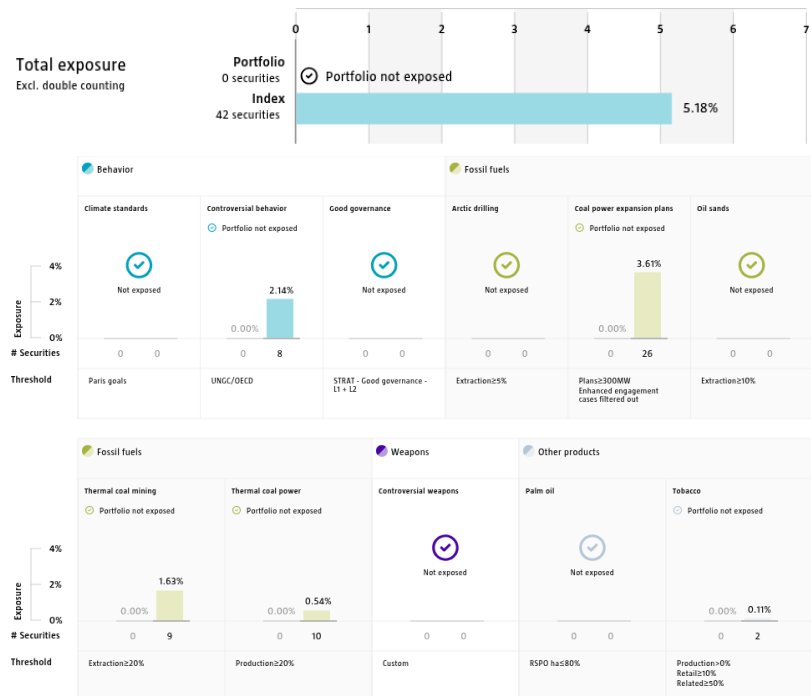 0 1 2 3 4 5 6 7
Total exposure
Excl. double counting
Portfolio
0 securities
Portfolio not exposed
Index
42 securities
5.18%
Behavior
Fossil fuels
Climate standards
Controversial behavior
Good governance
Arctic drilling
Coal power expansion plans
Oil sands
Portfolio not exposed
Portfolio not exposed
Exposure
4%
2%
0%
Not exposed
0.00%
2.14%
Not exposed
Not exposed
0.00%
3.61%
Not exposed
# Securities
0 0
0 8
0 0
0 0
0 26
0 0
Threshold
Paris goals
UNGC/OECD
STRAT - Good governance -
L1 + L2
Extraction≥5%
Plans≥300MW
Enhanced engagement
cases filtered out
Extraction≥10%
Fossil fuels
Weapons
Other products
Thermal coal mining
Thermal coal power
Controversial weapons
Palm oil
Tobacco
Portfolio not exposed
Portfolio not exposed
Portfolio not exposed
Exposure
4%
2%
0%
0.00%
1.63%
0.00%
0.54%
Not exposed
Not exposed
0.00%
0.11%
# Securities
0 9
0 10
0 0
0 0
0 2
Threshold
Extraction≥20%
Production≥20%
Custom
RSPO ha≤80%
Production>0%
Retail≥10%
Related≥50%